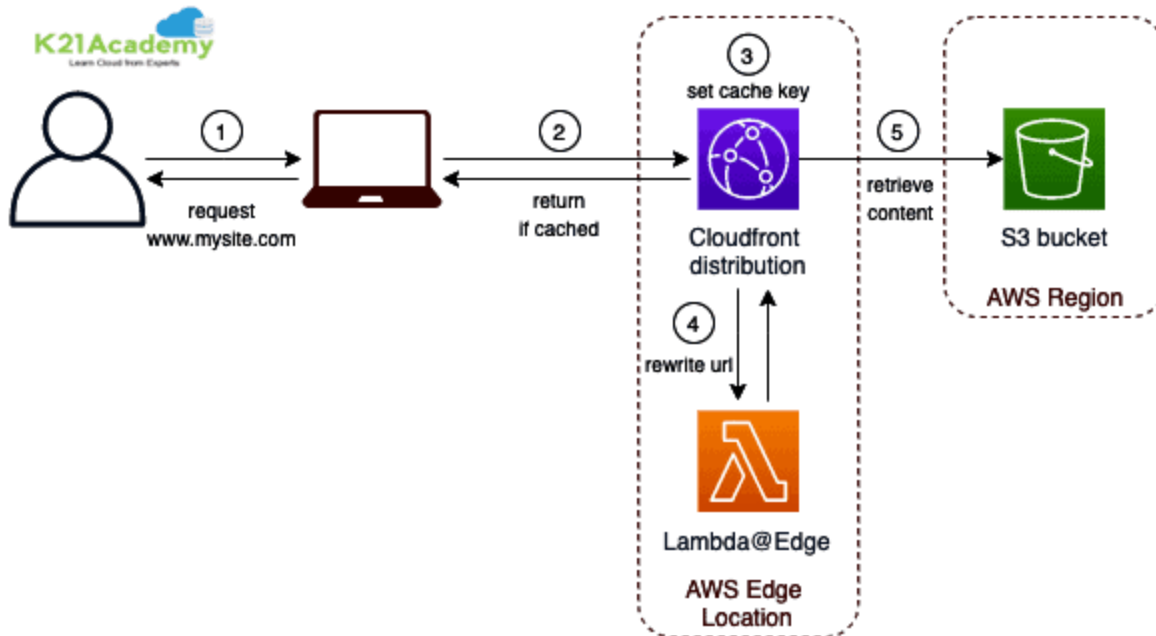 K21Academy
Learn Cloud from Experts
1
request
www.mysite.com
2
return
if cached
3
set cache key
Cloudfront
distribution
4
rewrite url
Lambda@Edge
AWS Edge
Location
5
retrieve
content
S3 bucket
AWS Region